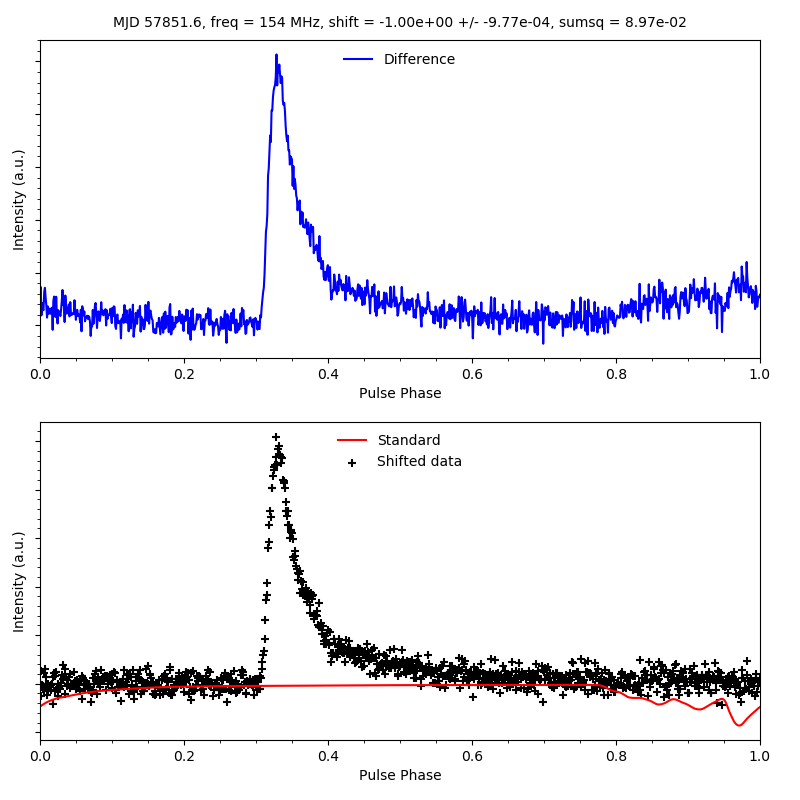 MJD 57851.6, freq = 154 MHz, shift = -1.00e+00 +/- -9.77e-04, sumsq = 8.97e-02
Difference
Intensity (a.u.)
0.0 0.2 0.4 0.6 0.8 1.0
Pulse Phase
Standard
Shifted data
Intensity (a.u.)
0.0 0.2 0.4 0.6 0.8 1.0
Pulse Phase